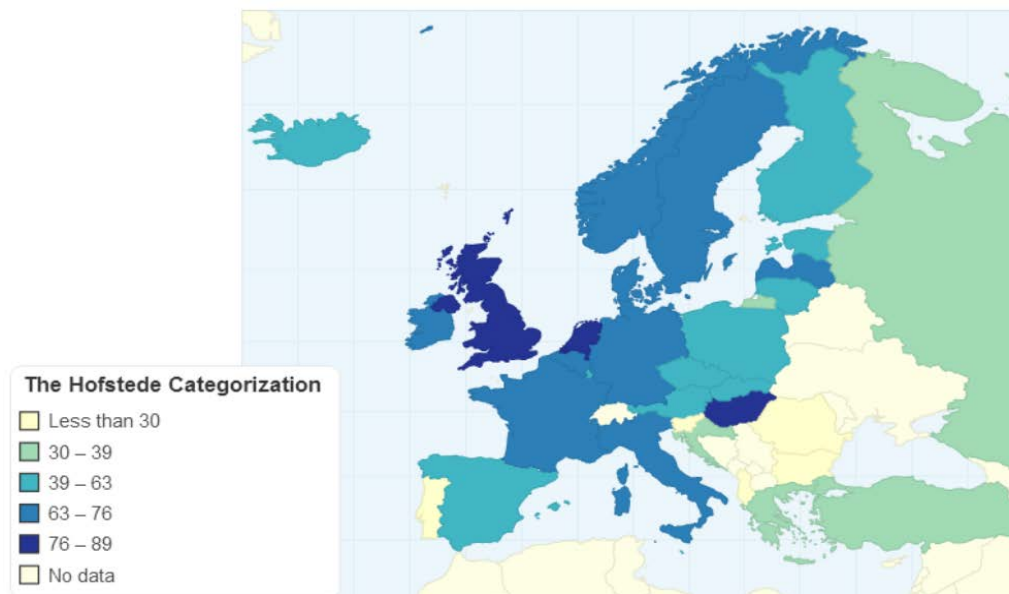 The Hofstede Categorization
Less than 30
30 – 39
39 – 63
63 – 76
76 – 89
No data